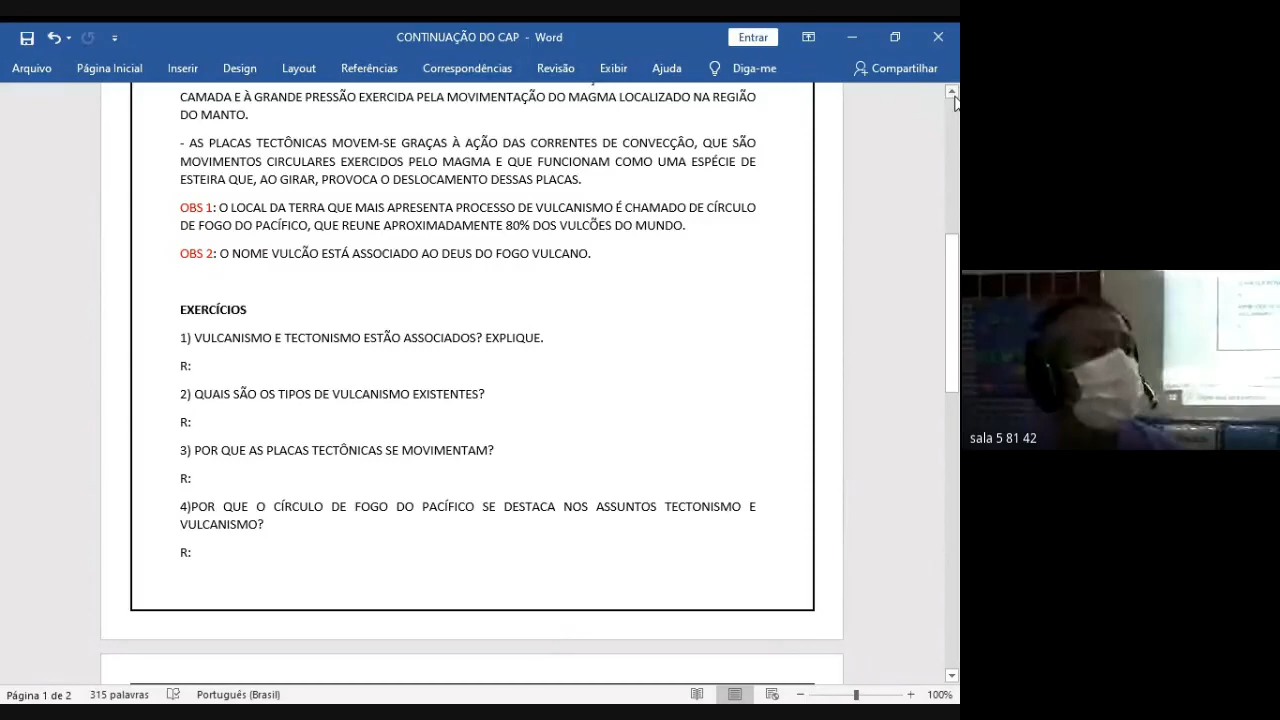 CONTINUAÇÃO DO CAP - Word
Entrar
Arquivo
Página Inicial
Inserir
Design
Layout
Referências
Correspondências
Revisão
Exibir
Ajuda
Diga-me
Compartilhar
CAMADA E À GRANDE PRESSÃO EXERCIDA PELA MOVIMENTAÇÃO DO MAGMA LOCALIZADO NA REGIÃO
DO MANTO.
- AS PLACAS TECTÔNICAS MOVEM-SE GRAÇAS À AÇÃO DAS CORRENTES DE CONVECÇÂO, QUE SÃO
MOVIMENTOS CIRCULARES EXERCIDOS PELO MAGMA E QUE FUNCIONAM COMO UMA ESPÉCIE DE
ESTEIRA QUE, AO GIRAR, PROVOCA O DESLOCAMENTO DESSAS PLACAS.
OBS 1: O LOCAL DA TERRA QUE MAIS APRESENTA PROCESSO DE VULCANISMO É CHAMADO DE CÍRCULO
DE FOGO DO PACÍFICO, QUE REUNE APROXIMADAMENTE 80% DOS VULCÕES DO MUNDO.
OBS 2: O NOME VULCÃO ESTÁ ASSOCIADO AO DEUS DO FOGO VULCANO.
EXERCÍCIOS
1) VULCANISMO E TECTONISMO ESTÃO ASSOCIADOS? EXPLIQUE.
R:
2) QUAIS SÃO OS TIPOS DE VULCANISMO EXISTENTES?
R:
3) POR QUE AS PLACAS TECTÔNICAS SE MOVIMENTAM?
R:
4)POR QUE O CÍRCULO DE FOGO DO PACÍFICO SE DESTACA NOS ASSUNTOS TECTONISMO E
VULCANISMO?
R:
sala 5 81 42
Página 1 de 2
315 palavras
Português (Brasil)
100%